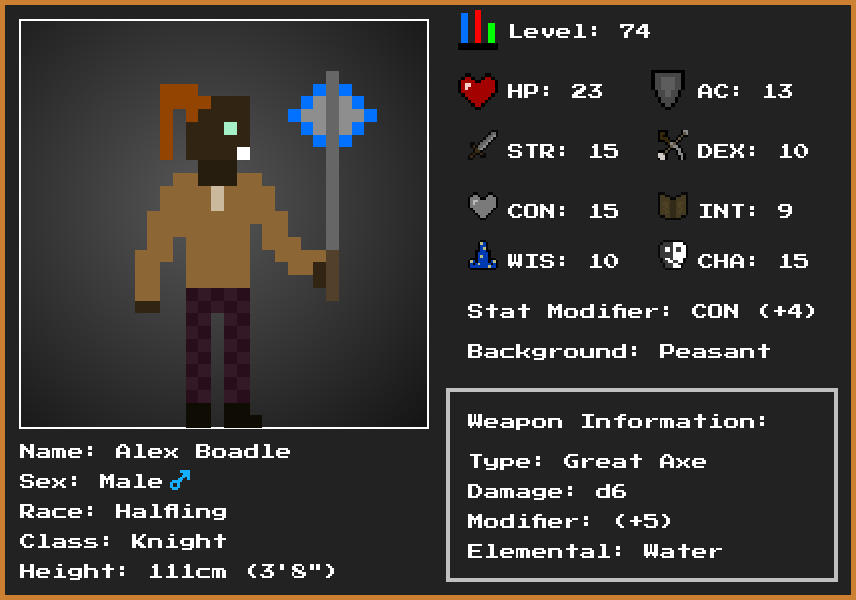 Level: 74
HP: 23 AC: 13
STR: 15 DEX: 10
CON: 15 INT: 9
WIS: 10 CHA: 15
Stat Modifier: CON (+4)
Background: Peasant
Weapon Information:
Type: Great Axe
Damage: d6
Modifier: (+5)
Elemental: Water
Name: Alex Boadle
Sex: Male ♂
Race: Halfling
Class: Knight
Height: 111cm (3'8")